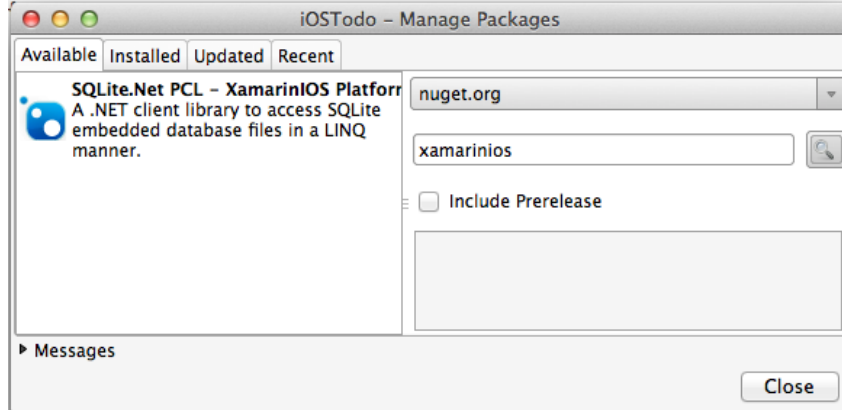 iOSTodo – Manage Packages
Available Installed Updated Recent
SQLite.Net PCL – XamarinIOS Platforr
A .NET client library to access SQLite
embedded database files in a LINQ
manner.
nuget.org
xamarinios
Include Prerelease
Messages
Close